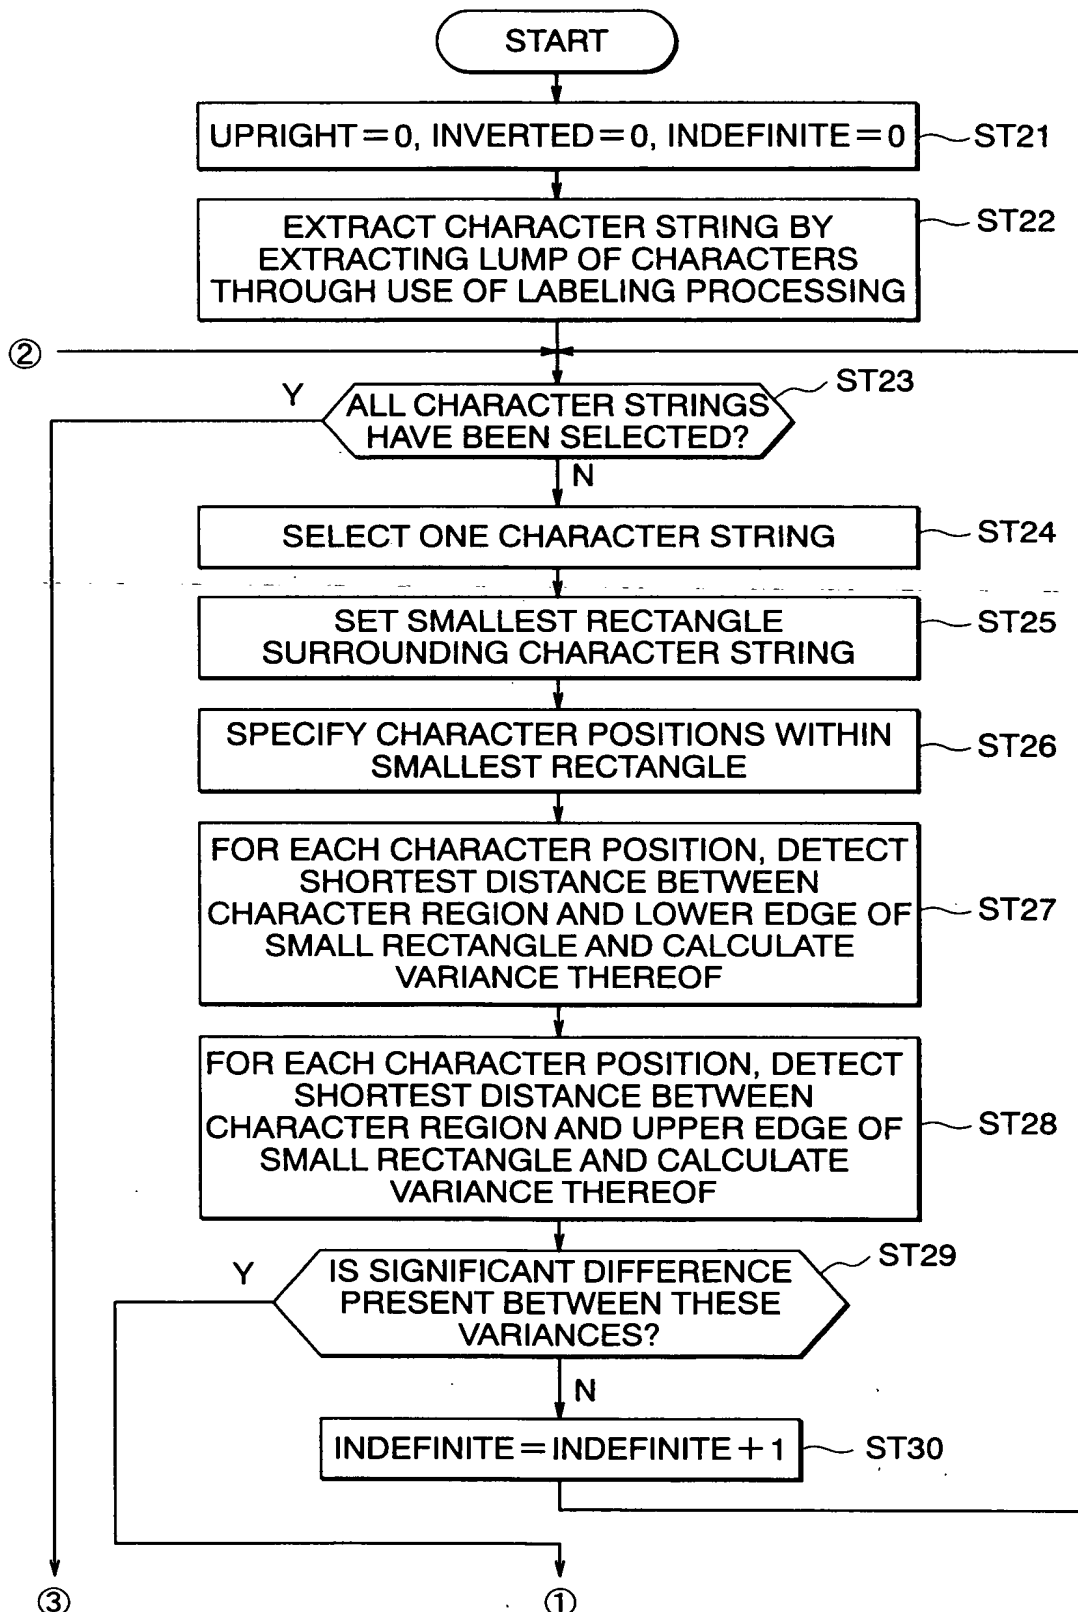 START
UPRIGHT=0, INVERTED=0, INDEFINITE=0
ST21
EXTRACT CHARACTER STRING BY
EXTRACTING LUMP OF CHARACTERS
THROUGH USE OF LABELING PROCESSING
ST22
②
ST23
Y
ALL CHARACTER STRINGS
HAVE BEEN SELECTED?
N
SELECT ONE CHARACTER STRING
ST24
SET SMALLEST RECTANGLE
SURROUNDING CHARACTER STRING
ST25
SPECIFY CHARACTER POSITIONS WITHIN
SMALLEST RECTANGLE
ST26
FOR EACH CHARACTER POSITION, DETECT
SHORTEST DISTANCE BETWEEN
CHARACTER REGION AND LOWER EDGE OF
SMALL RECTANGLE AND CALCULATE
VARIANCE THEREOF
ST27
FOR EACH CHARACTER POSITION, DETECT
SHORTEST DISTANCE BETWEEN
CHARACTER REGION AND UPPER EDGE OF
SMALL RECTANGLE AND CALCULATE
VARIANCE THEREOF
ST28
ST29
Y
IS SIGNIFICANT DIFFERENCE
PRESENT BETWEEN THESE
VARIANCES?
N
INDEFINITE=INDEFINITE+1
ST30
③
①